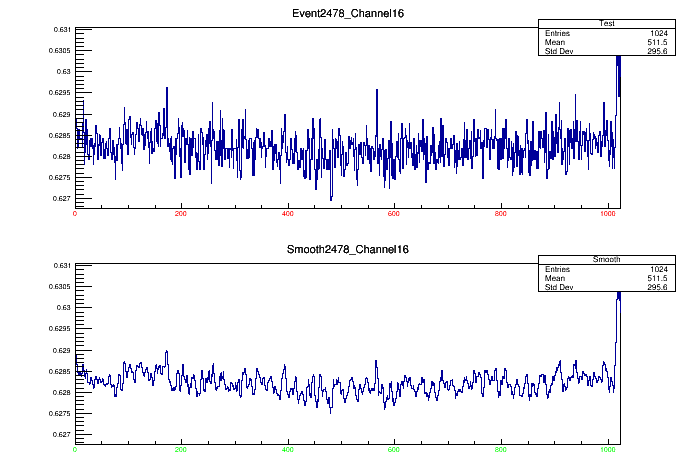 Event2478_Channel16
Test
Entries 1024
Mean 511.5
Std Dev 295.6
0.631
0.6305
0.63
0.6295
0.629
0.6285
0.628
0.6275
0.627
0 200 400 600 800 1000
Smooth2478_Channel16
Smooth
Entries 1024
Mean 511.5
Std Dev 295.6
0.631
0.6305
0.63
0.6295
0.629
0.6285
0.628
0.6275
0.627
0 200 400 600 800 1000